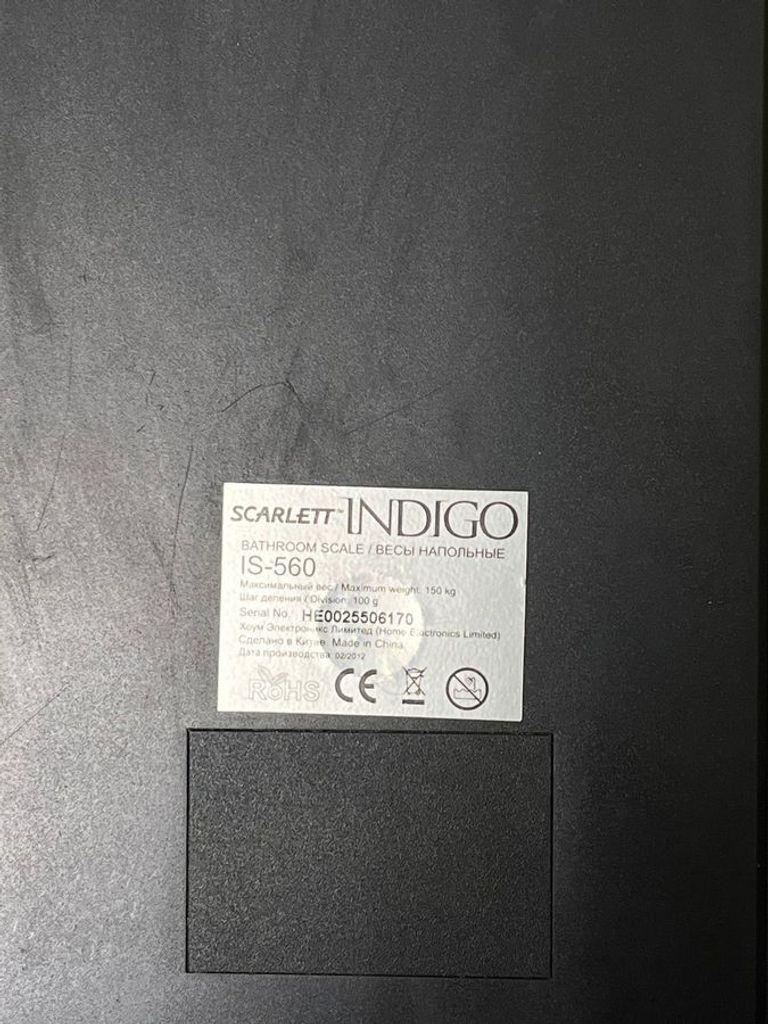 SCARLETT™ INDIGO
BATHROOM SCALE / ВЕСЫ НАПОЛЬНЫЕ
IS-560
Максимальный вес / Maximum weight: 150 kg
Шаг деления / Division: 100 g
Serial No.: HE0025506170
Хоум Электроникс Лимитед (Home Electronics Limited)
Сделано в Китае. Made in China.
Дата производства: 02/2012
RoHS CE